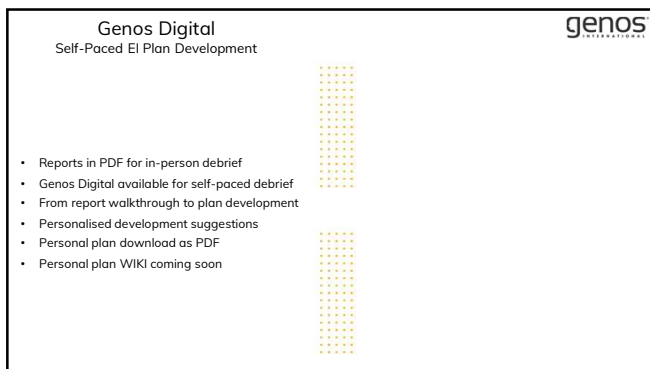 Genos Digital
Self-Paced EI Plan Development
genos
INTERNATIONAL
• Reports in PDF for in-person debrief
• Genos Digital available for self-paced debrief
• From report walkthrough to plan development
• Personalised development suggestions
• Personal plan download as PDF
• Personal plan WIKI coming soon